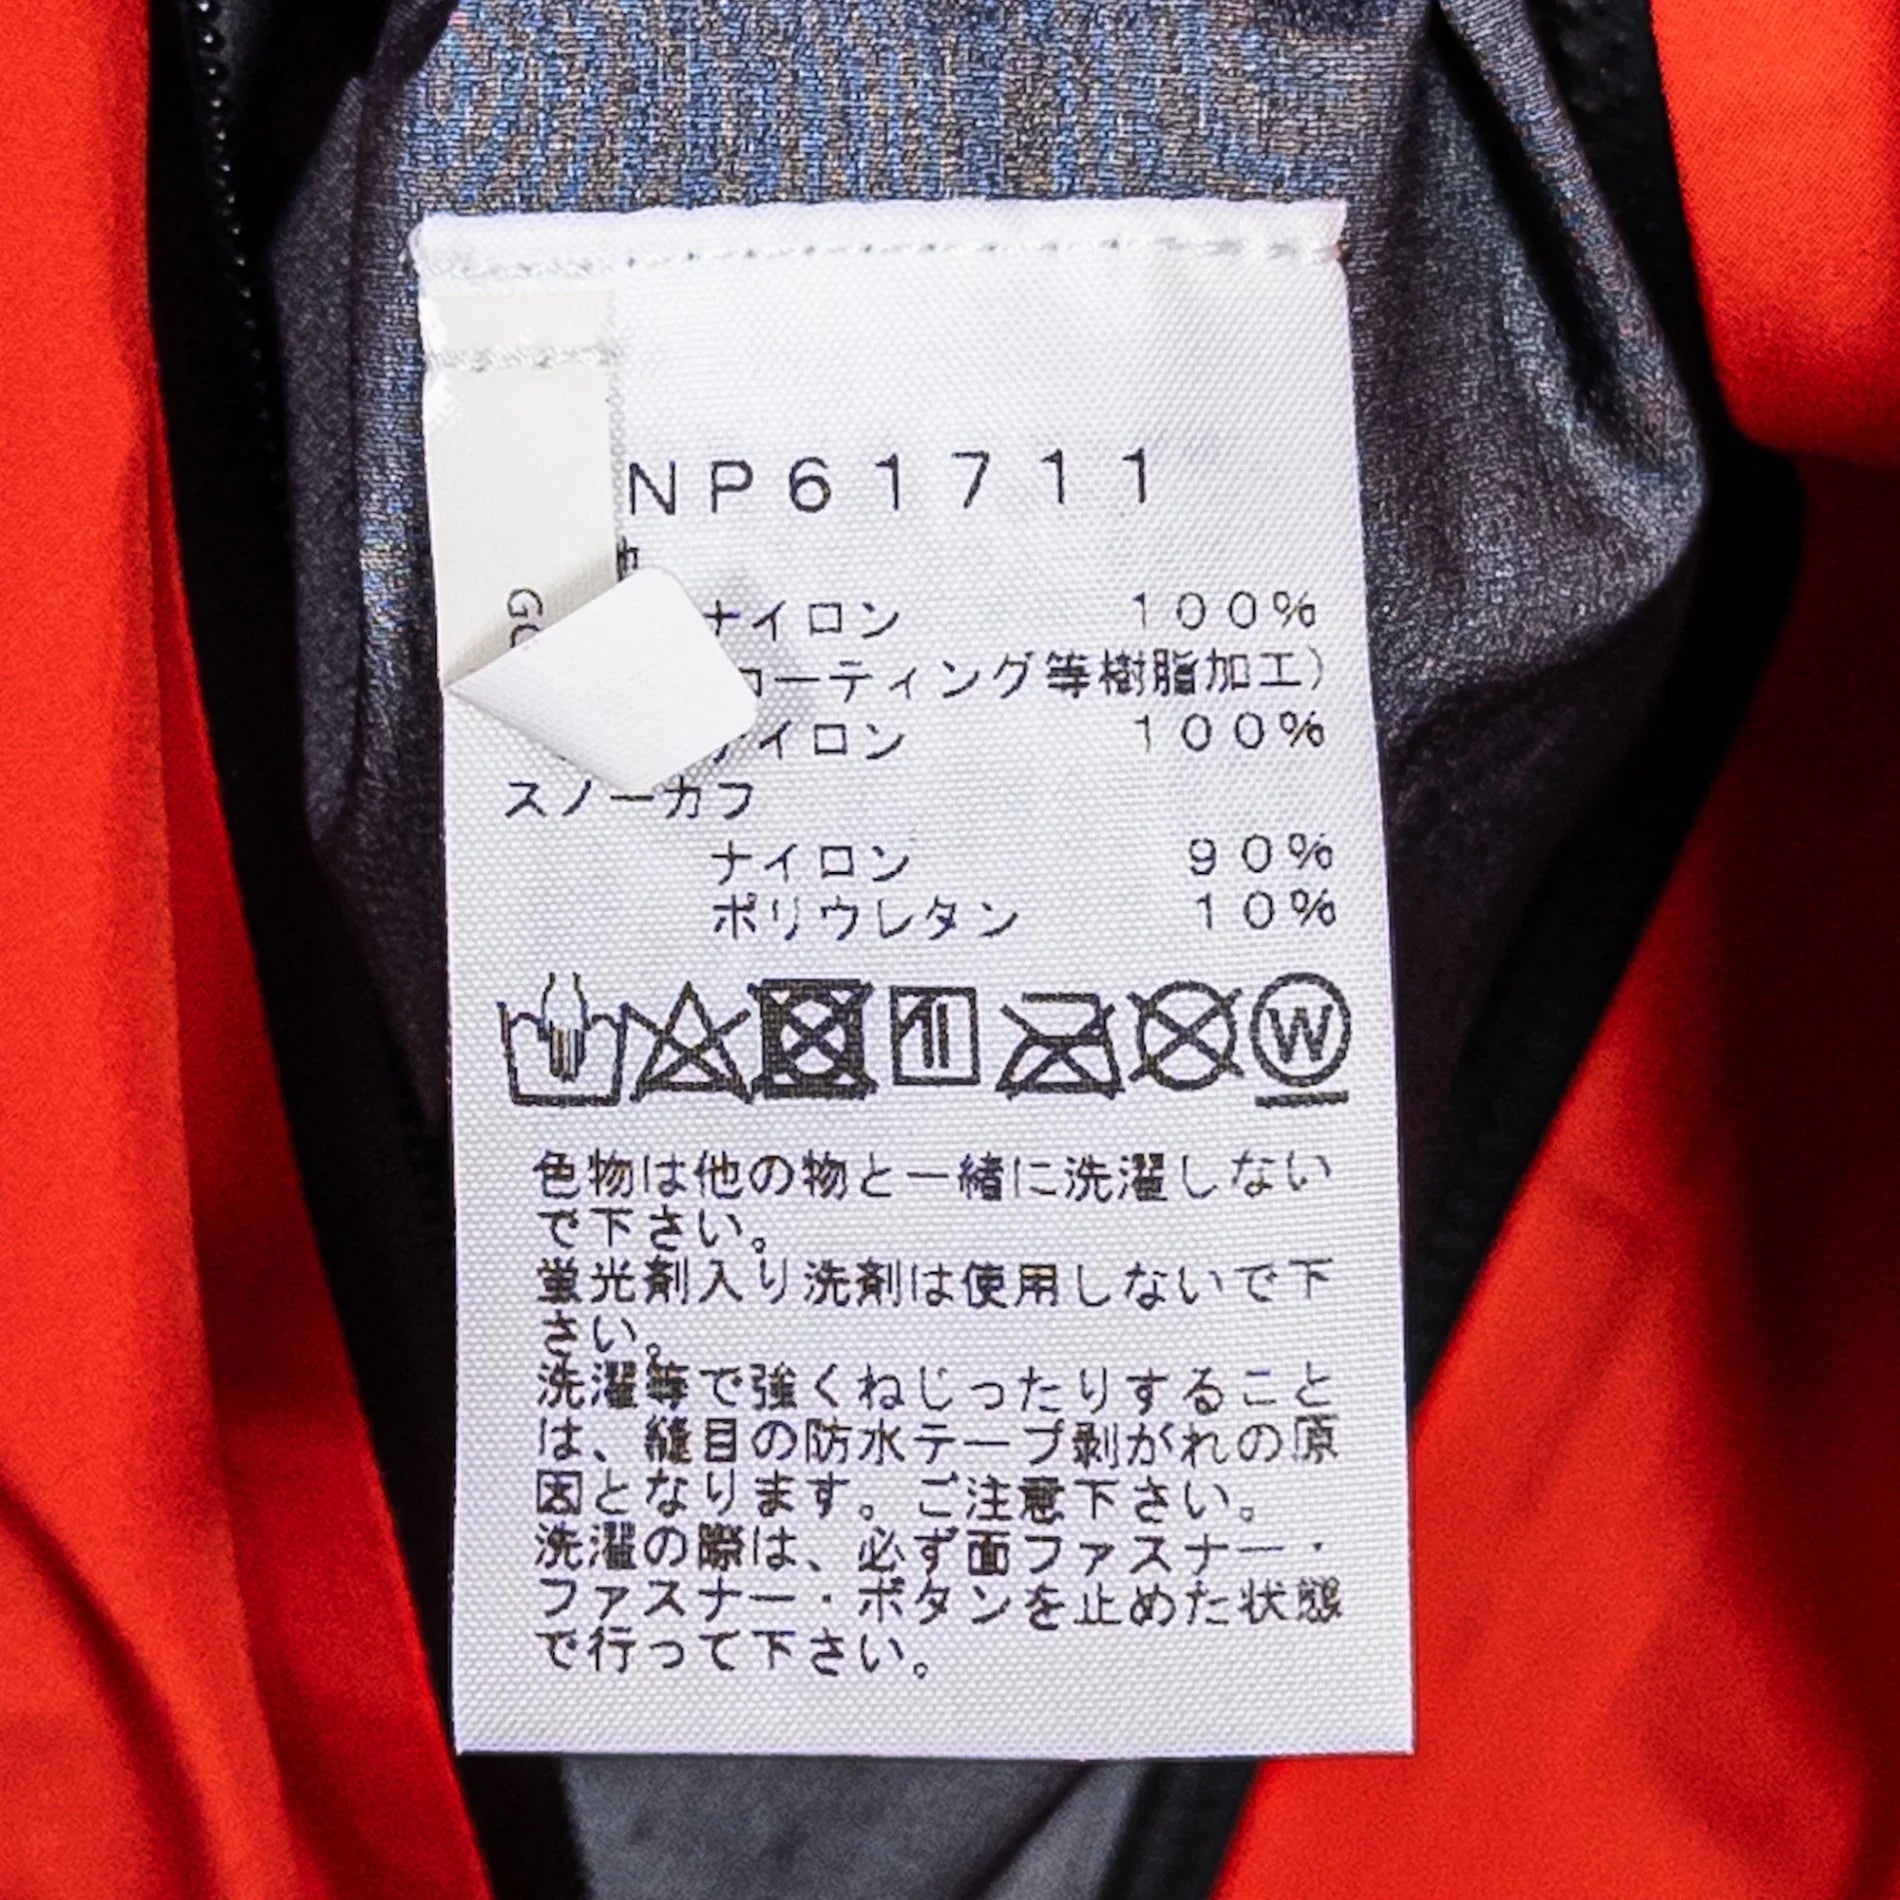 NP61711
ナイロン 100%
コーティング等樹脂加工)
ナイロン 100%
スノーカフ
ナイロン 90%
ポリウレタン 10%
W
色物は他の物と一緒に洗濯しない
で下さい。
蛍光剤入り洗剤は使用しないで下
さい。
洗濯等で強くねじったりすること
は、縫目の防水テープ剥がれの原
因となります。ご注意下さい。
洗濯の際は、必ず面ファスナー・
ファスナー・ボタンを止めた状態
で行って下さい。